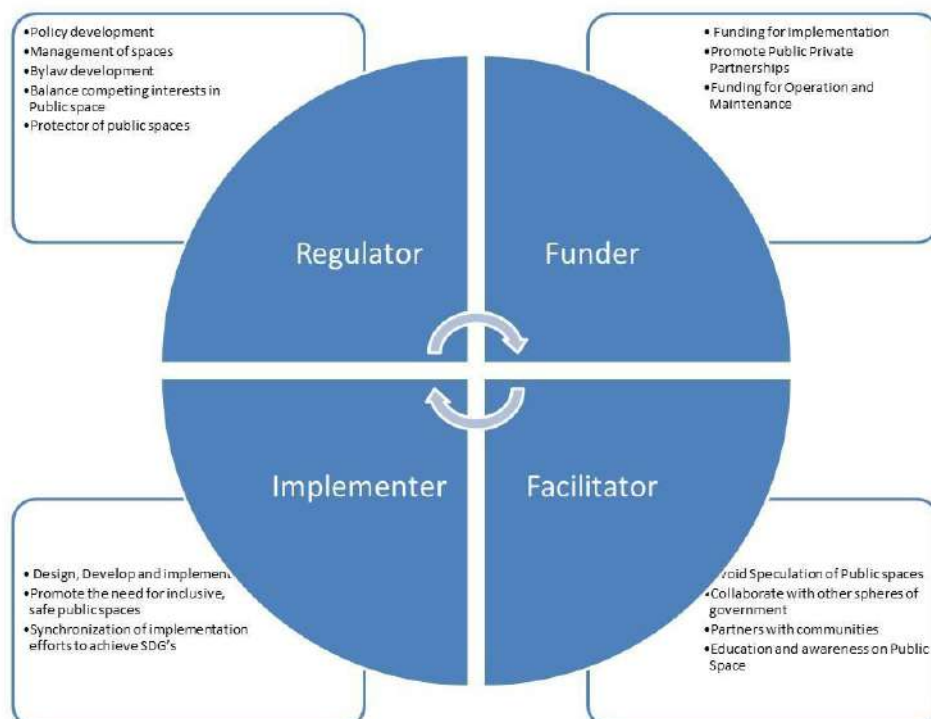 •Policy development
•Management of spaces
•Bylaw development
•Balance competing interests in
Public space
•Protector of public spaces
• Funding for Implementation
•Promote Public Private
Partnerships
•Funding for Operation and
Maintenance
Regulator
Funder
Implementer
Facilitator
• Design, Develop and implement
•Promote the need for inclusive,
safe public spaces
•Synchronization of implementation
efforts to achieve SDG's
void Speculation of Public spaces
•Collaborate with other spheres of
government
•Partners with communities
•Education and awareness on Public
Space